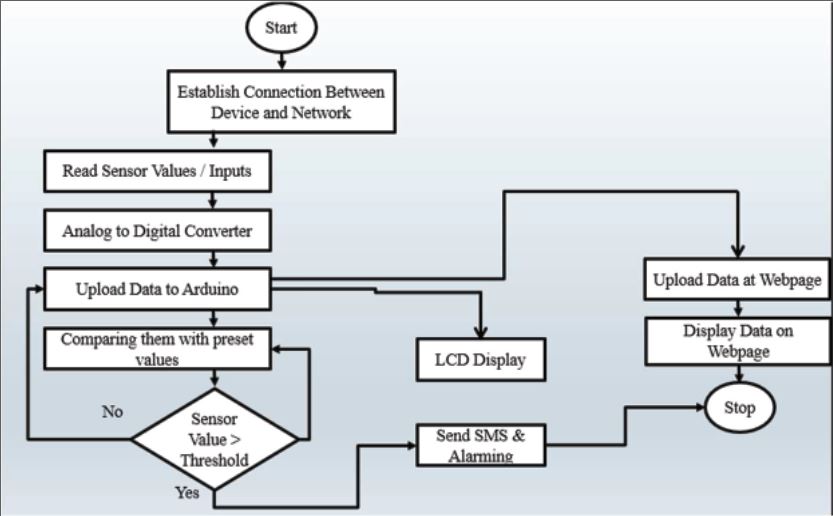 Start
Establish Connection Between
Device and Network
Read Sensor Values / Inputs
Analog to Digital Converter
Upload Data to Arduino
Comparing them with preset
values
Sensor
Value >
Threshold
No
Yes
LCD Display
Send SMS &
Alarming
Upload Data at Webpage
Display Data on
Webpage
Stop